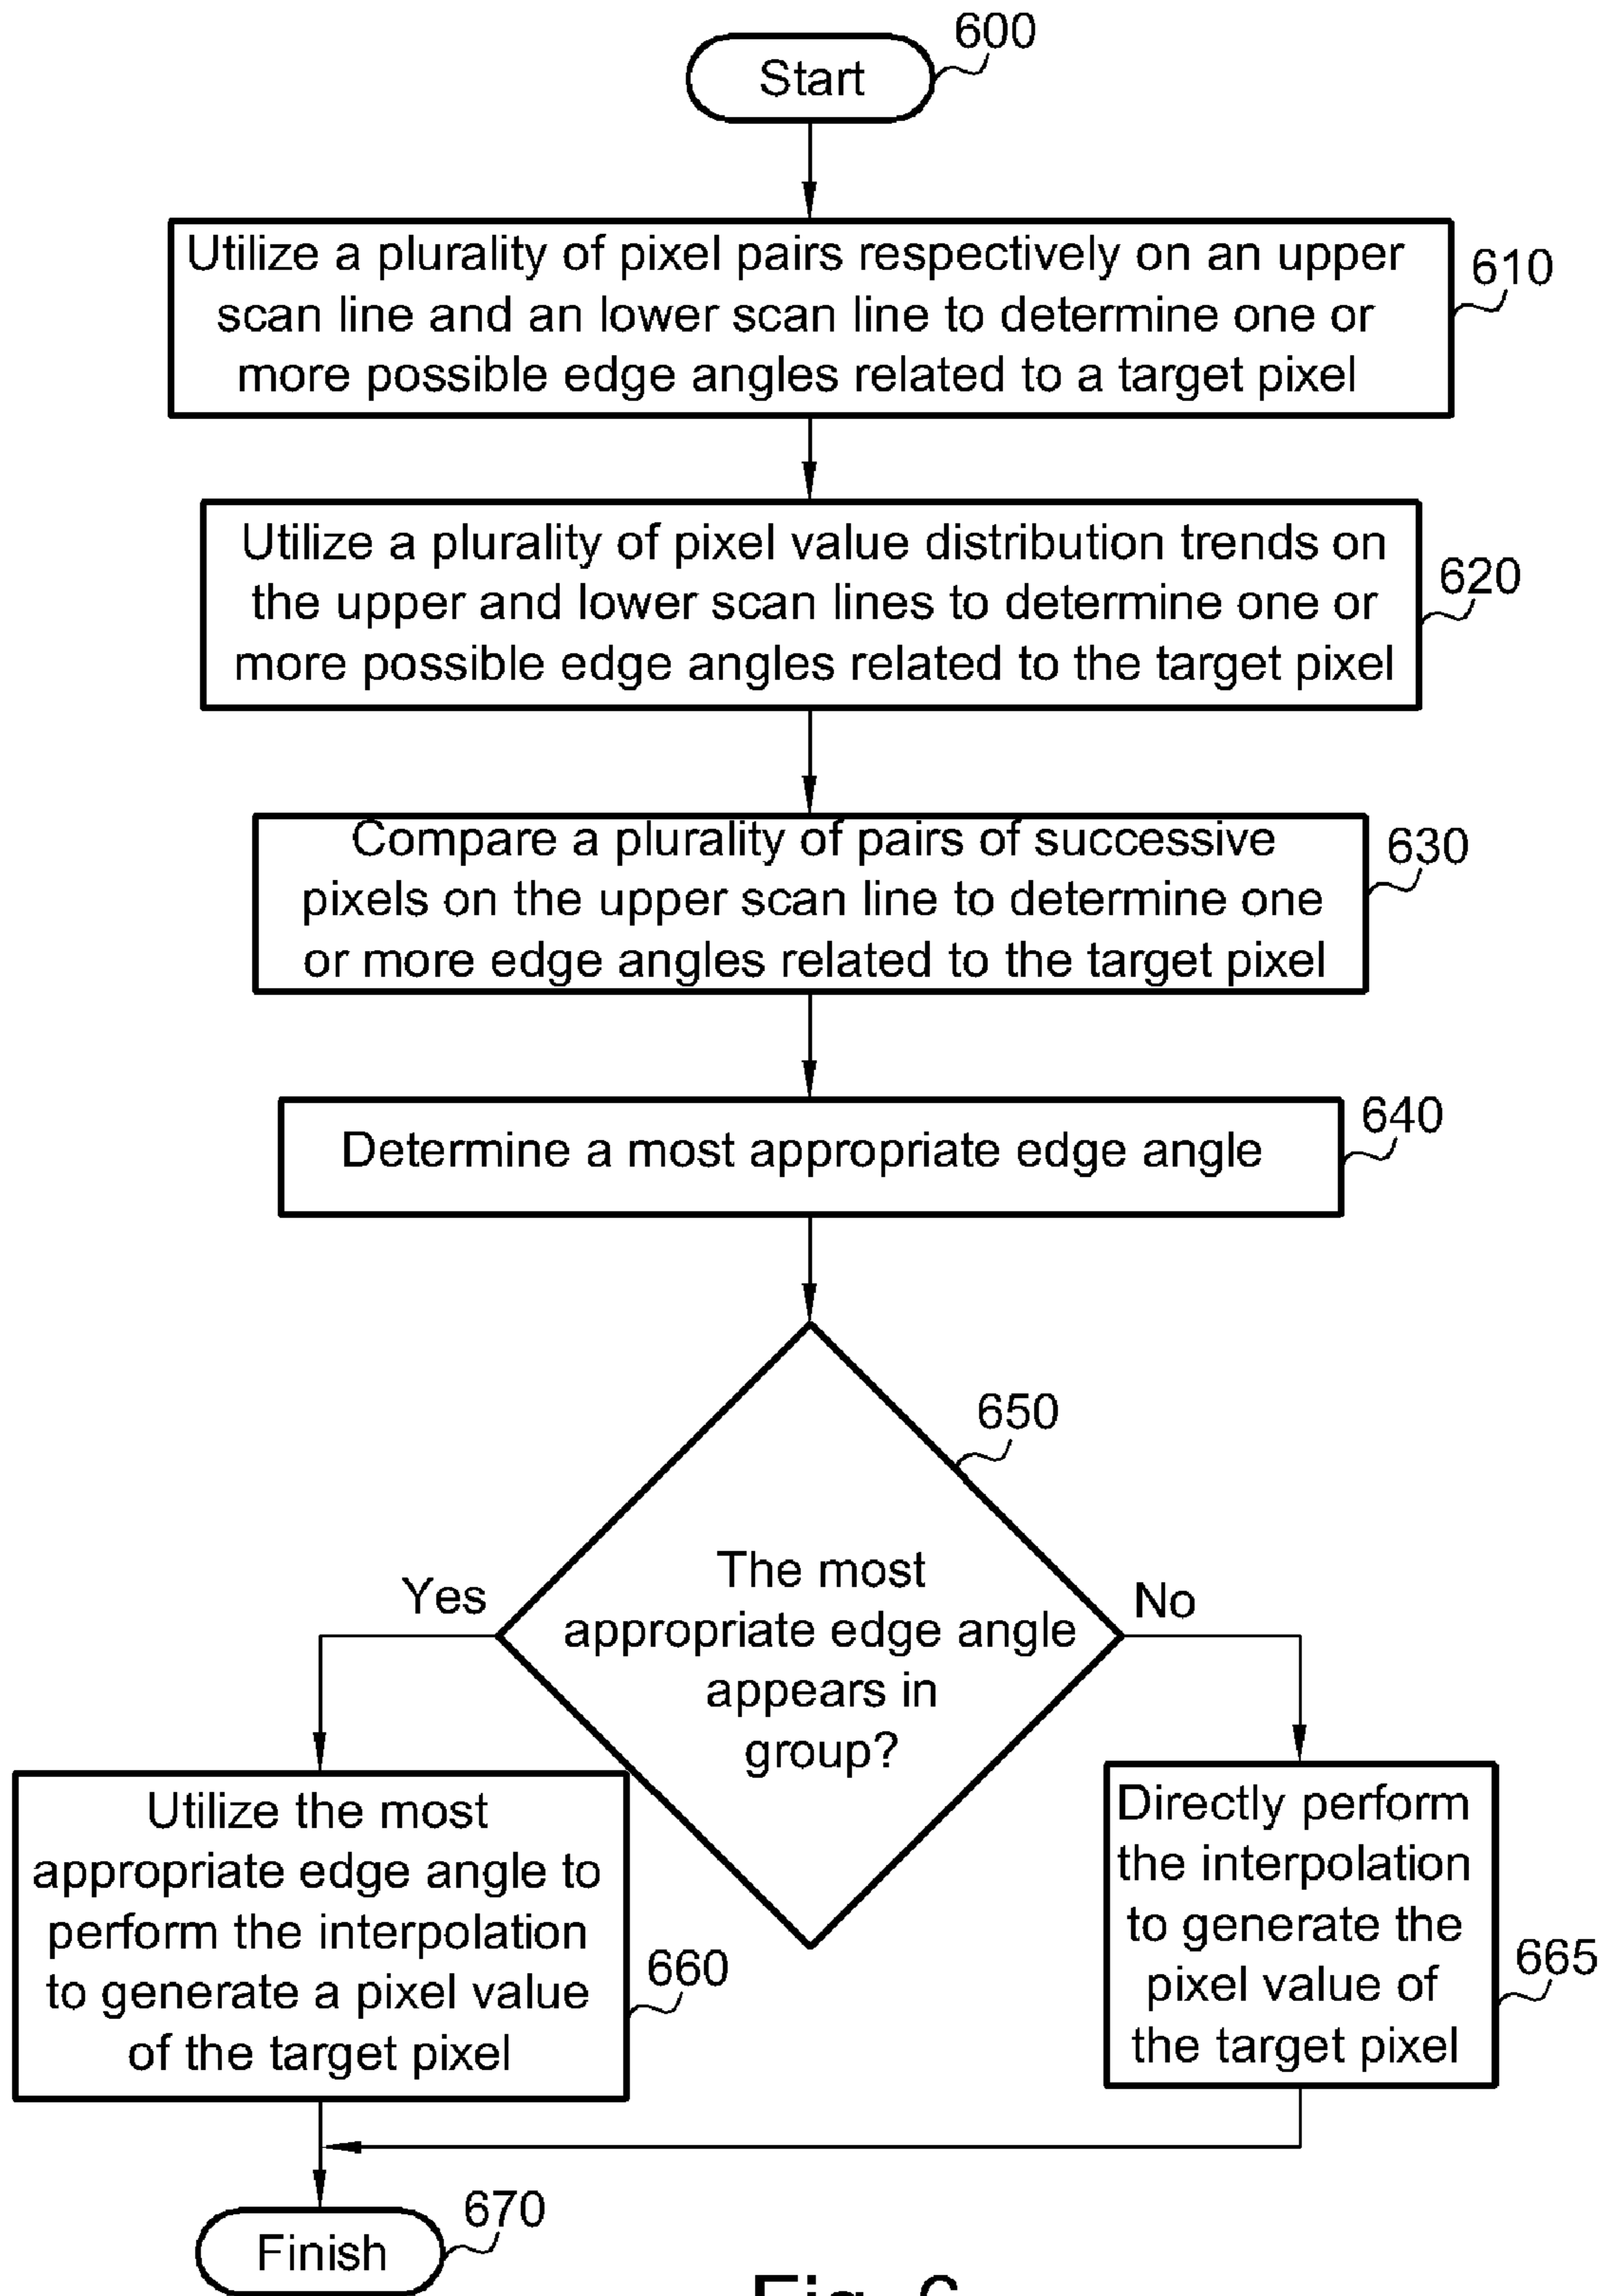 Start
600
Utilize a plurality of pixel pairs respectively on an upper
scan line and an lower scan line to determine one or
more possible edge angles related to a target pixel
610
Utilize a plurality of pixel value distribution trends on
the upper and lower scan lines to determine one or
more possible edge angles related to the target pixel
620
Compare a plurality of pairs of successive
pixels on the upper scan line to determine one
or more edge angles related to the target pixel
630
Determine a most appropriate edge angle
640
650
The most
appropriate edge angle
appears in
group?
Yes
No
Utilize the most
appropriate edge angle to
perform the interpolation
to generate a pixel value
of the target pixel
660
Directly perform
the interpolation
to generate the
pixel value of
the target pixel
665
Finish
670